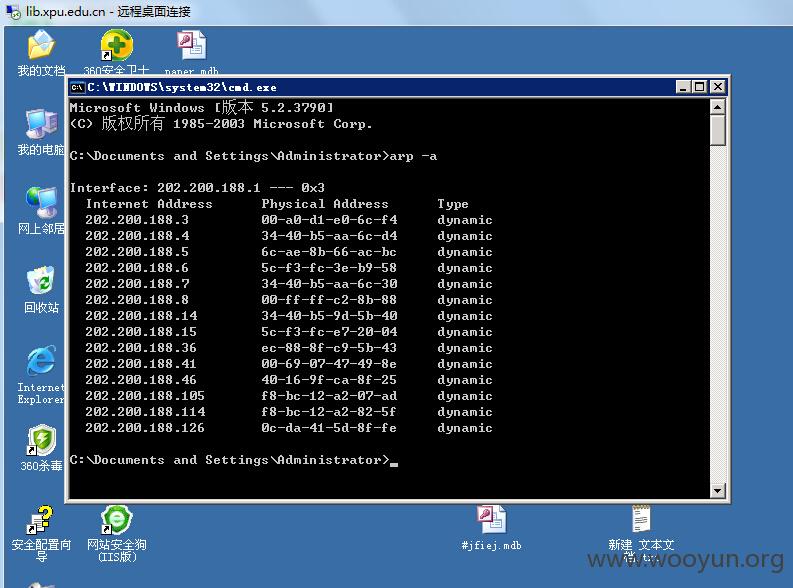 lib.xpu.edu.cn - 远程桌面连接
我的文档
360安全卫士
paper.mdb
C:\WINDOWS\system32\cmd.exe
Microsoft Windows [版本 5.2.3790]
(C) 版权所有 1985-2003 Microsoft Corp.
C:\Documents and Settings\Administrator>arp -a
Interface: 202.200.188.1 --- 0x3
Internet Address Physical Address Type
202.200.188.3 00-a0-d1-e0-6c-f4 dynamic
202.200.188.4 34-40-b5-aa-6c-d4 dynamic
202.200.188.5 6c-ae-8b-66-ac-bc dynamic
202.200.188.6 5c-f3-fc-3e-b9-58 dynamic
202.200.188.7 34-40-b5-aa-6c-30 dynamic
202.200.188.8 00-ff-ff-c2-8b-88 dynamic
202.200.188.14 34-40-b5-9d-5b-40 dynamic
202.200.188.15 5c-f3-fc-e7-20-04 dynamic
202.200.188.36 ec-88-8f-c9-5b-43 dynamic
202.200.188.41 00-69-07-47-49-8e dynamic
202.200.188.46 40-16-9f-ca-8f-25 dynamic
202.200.188.105 f8-bc-12-a2-07-ad dynamic
202.200.188.114 f8-bc-12-a2-82-5f dynamic
202.200.188.126 0c-da-41-5d-8f-fe dynamic
C:\Documents and Settings\Administrator>
我的电脑
网上邻居
回收站
Internet
Explorer
360杀毒
安全配置向
导
网站安全狗
(IIS版)
#jfiej.mdb
新建 文本文
档.txt
www.wooyun.org